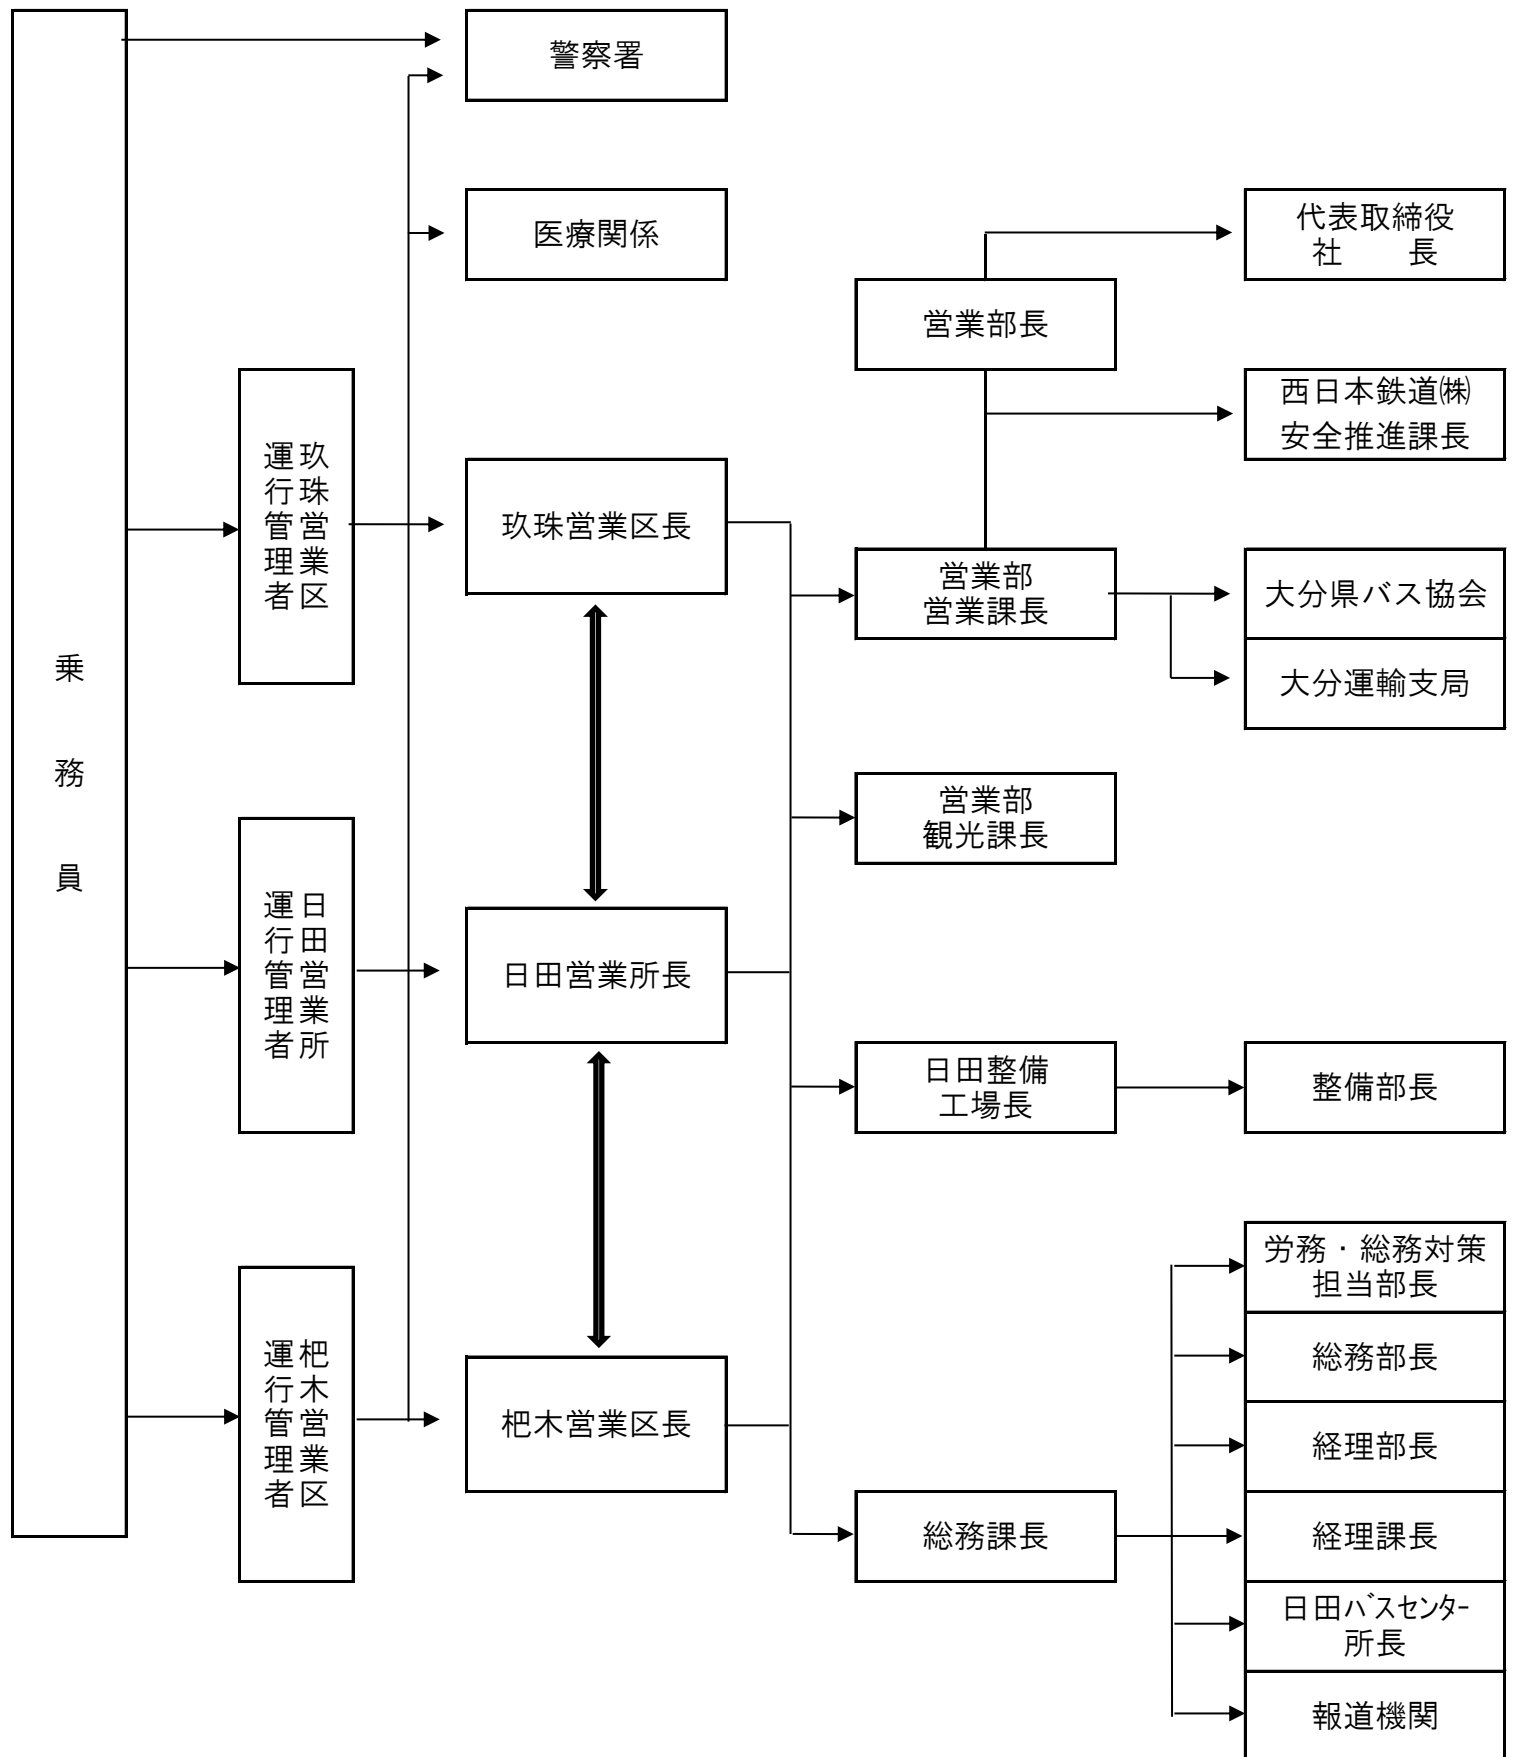 乗務員
玖珠営業区
運行管理者
日田営業所
運行管理者
杷木営業区
運行管理者
警察署
医療関係
玖珠営業区長
日田営業所長
杷木営業区長
営業部長
営業部
営業課長
営業部
観光課長
日田整備
工場長
総務課長
代表取締役
社　　長
西日本鉄道㈱
安全推進課長
大分県バス協会
大分運輸支局
整備部長
労務・総務対策
担当部長
総務部長
経理部長
経理課長
日田ﾊﾞｽｾﾝﾀｰ
所長
報道機関